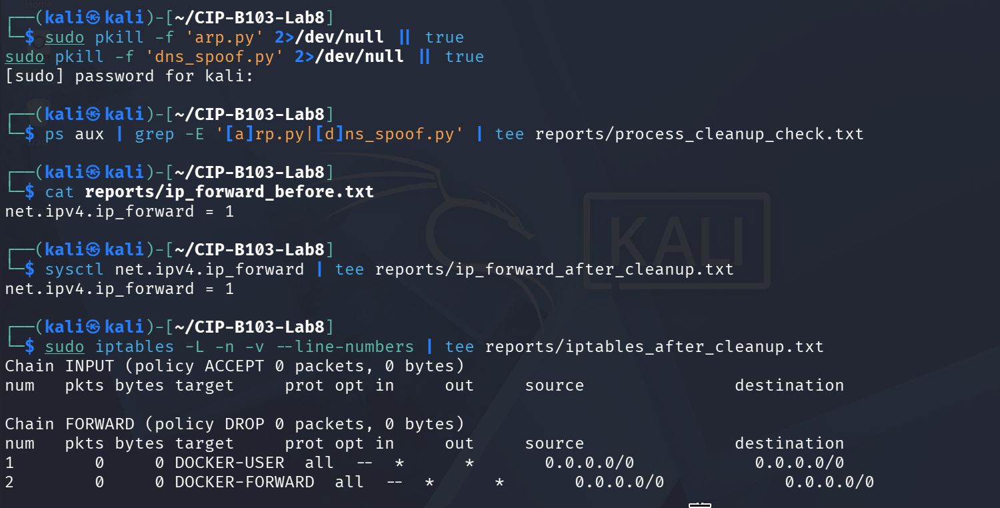 ┌──(kali㉿kali)-[~/CIP-B103-Lab8]
└─$ sudo pkill -f 'arp.py' 2>/dev/null || true
sudo pkill -f 'dns_spoof.py' 2>/dev/null || true
[sudo] password for kali:
┌──(kali㉿kali)-[~/CIP-B103-Lab8]
└─$ ps aux | grep -E '[a]rp.py|[d]ns_spoof.py' | tee reports/process_cleanup_check.txt
┌──(kali㉿kali)-[~/CIP-B103-Lab8]
└─$ cat reports/ip_forward_before.txt
net.ipv4.ip_forward = 1
┌──(kali㉿kali)-[~/CIP-B103-Lab8]
└─$ sysctl net.ipv4.ip_forward | tee reports/ip_forward_after_cleanup.txt
net.ipv4.ip_forward = 1
KALI
┌──(kali㉿kali)-[~/CIP-B103-Lab8]
└─$ sudo iptables -L -n -v --line-numbers | tee reports/iptables_after_cleanup.txt
Chain INPUT (policy ACCEPT 0 packets, 0 bytes)
num   pkts bytes target     prot opt in     out     source               destination
Chain FORWARD (policy DROP 0 packets, 0 bytes)
num   pkts bytes target     prot opt in     out     source               destination
1        0     0 DOCKER-USER  all  --  *      *       0.0.0.0/0            0.0.0.0/0
2        0     0 DOCKER-FORWARD  all  --  *      *       0.0.0.0/0            0.0.0.0/0